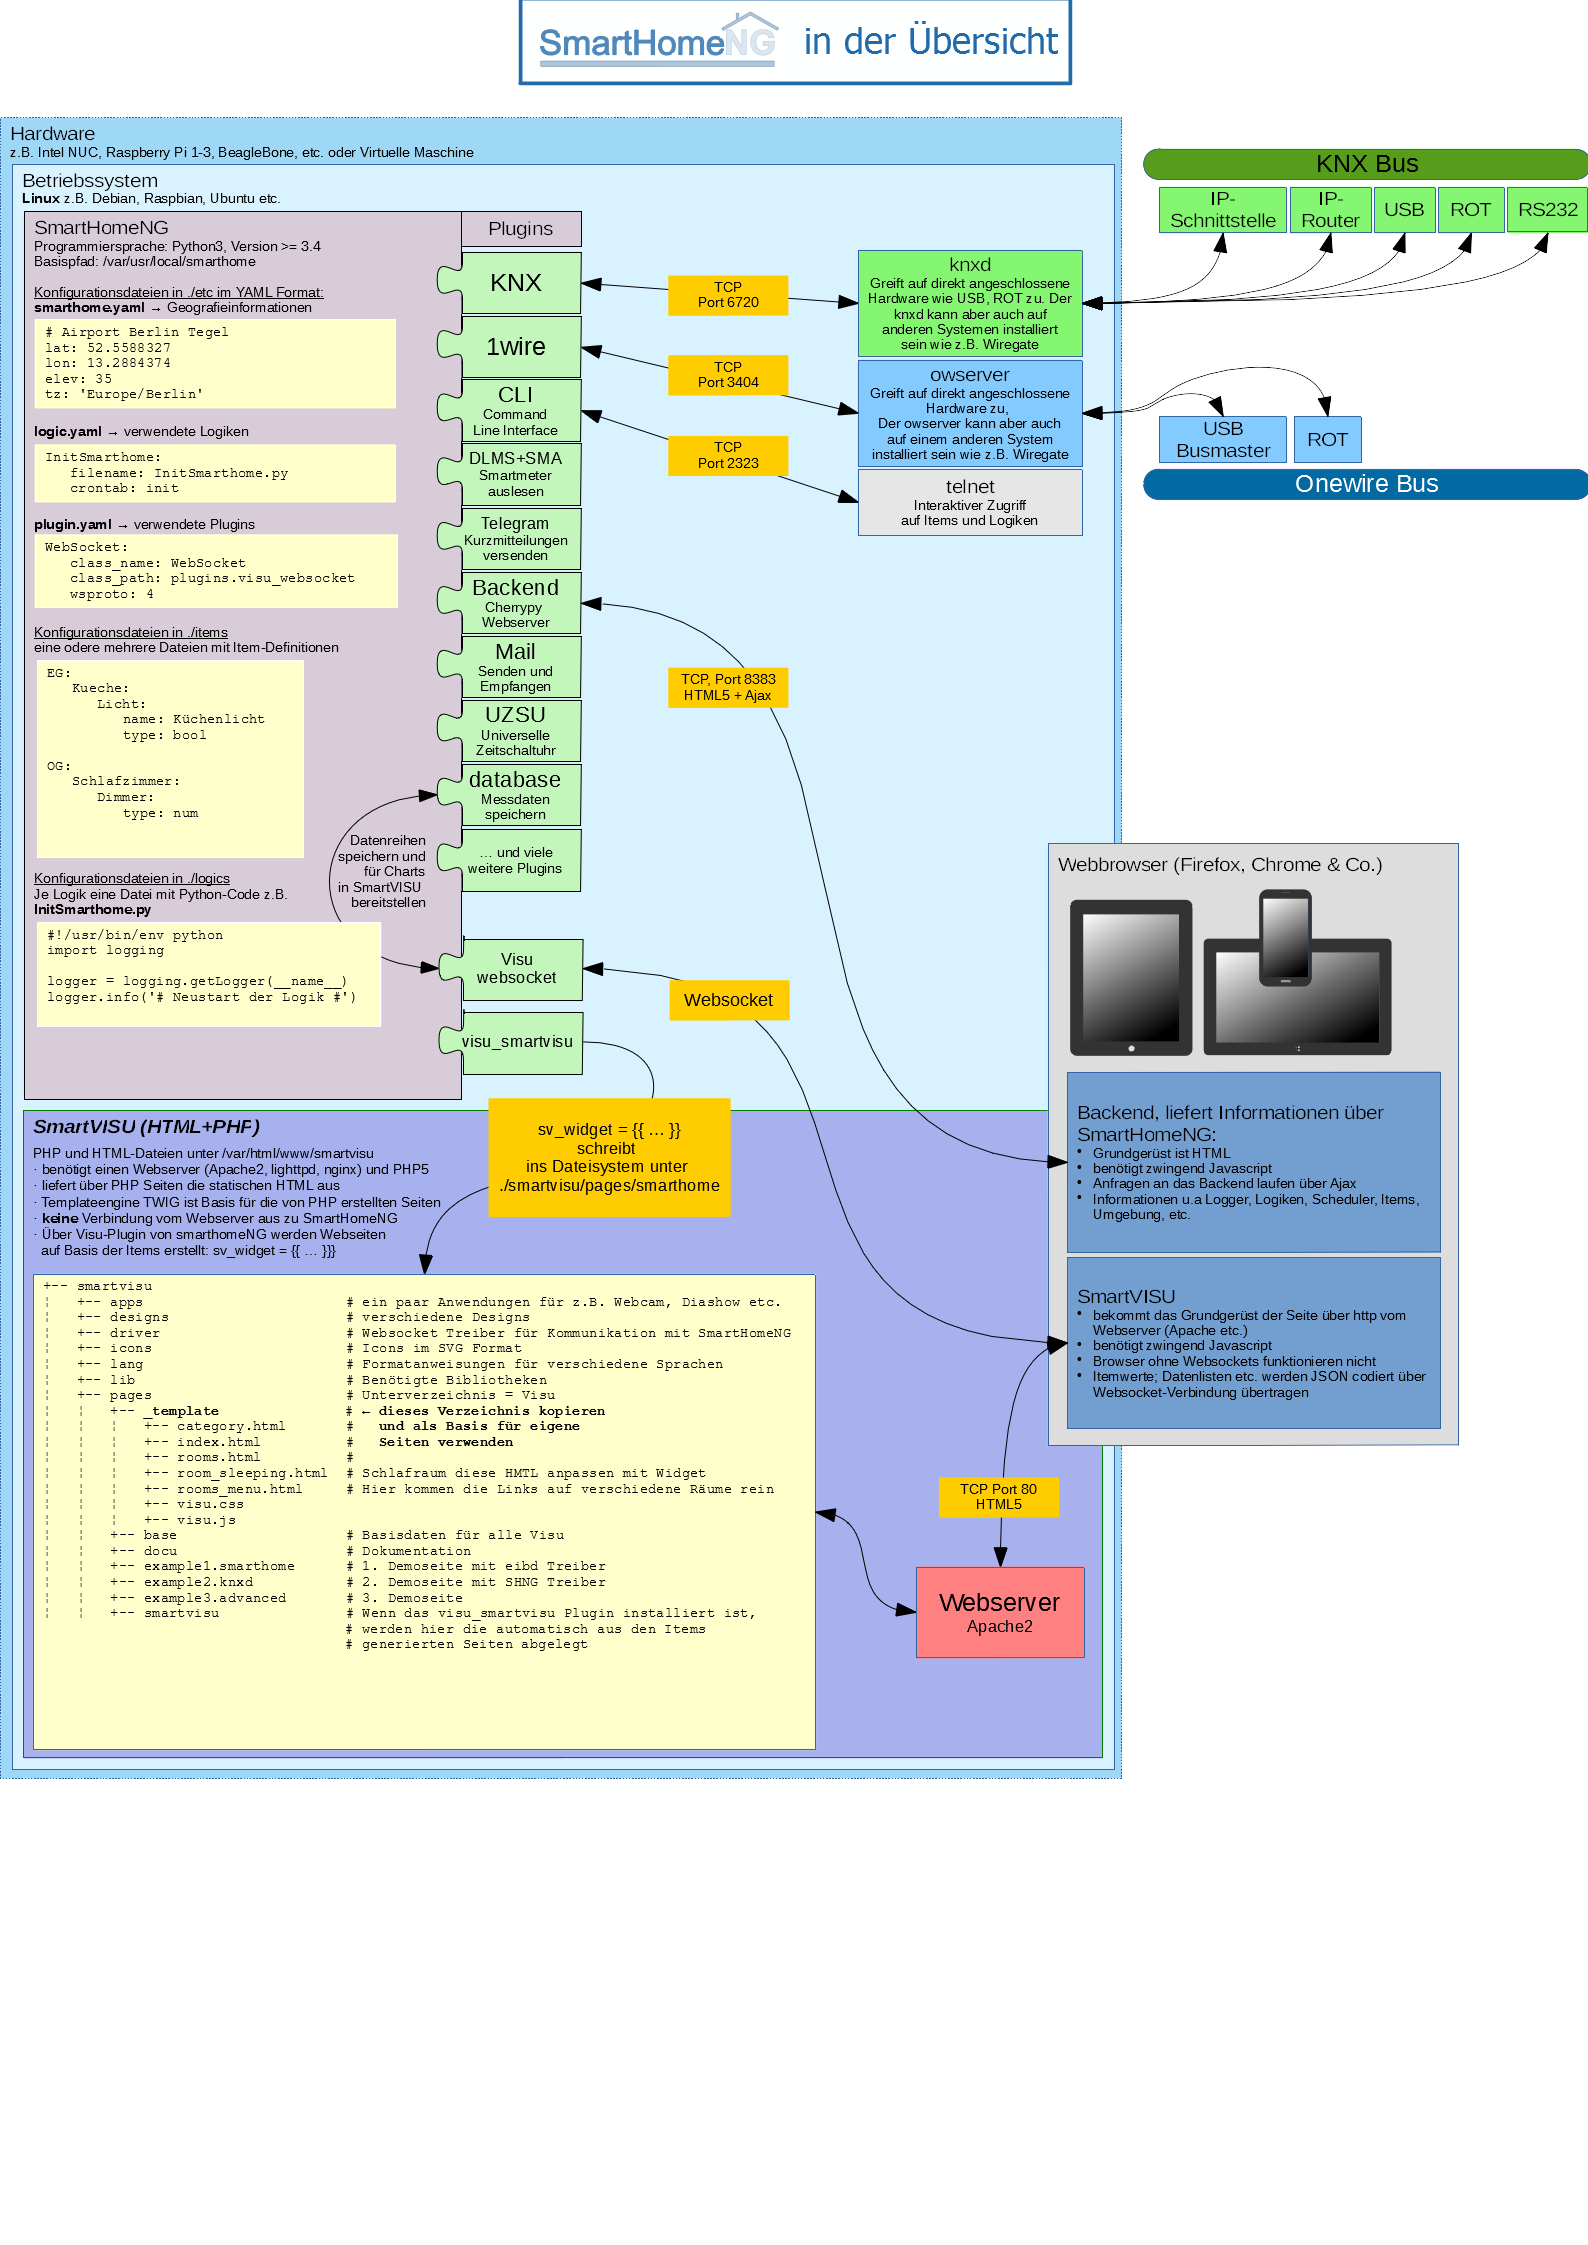 SmartHomeNG in der Übersicht
Hardware
z.B. Intel NUC, Raspberry Pi 1-3, BeagleBone, etc. oder Virtuelle Maschine
Betriebssystem
Linux z.B. Debian, Raspbian, Ubuntu etc.
SmartHomeNG
Programmiersprache: Python3, Version >= 3.4
Basispfad: /var/usr/local/smarthome
Konfigurationsdateien in ./etc im YAML Format:
smarthome.yaml → Geografieinformationen
# Airport Berlin Tegel
lat: 52.5588327
lon: 13.2884374
elev: 35
tz: 'Europe/Berlin'
logic.yaml → verwendete Logiken
InitSmarthome:
filename: InitSmarthome.py
crontab: init
plugin.yaml → verwendete Plugins
WebSocket:
class_name: WebSocket
class_path: plugins.visu_websocket
wsproto: 4
Konfigurationsdateien in ./items
eine odere mehrere Dateien mit Item-Definitionen
EG:
Kueche:
Licht:
name: Küchenlicht
type: bool
OG:
Schlafzimmer:
Dimmer:
type: num
Konfigurationsdateien in ./logics
Je Logik eine Datei mit Python-Code z.B.
InitSmarthome.py
#!/usr/bin/env python
import logging
logger = logging.getLogger(__name__)
logger.info('# Neustart der Logik #')
Datenreihen
speichern und
für Charts
in SmartVISU
bereitstellen
Plugins
KNX
1wire
CLI
Command
Line Interface
DLMS+SMA
Smartmeter
auslesen
Telegram
Kurzmitteilungen
versenden
Backend
Cherrypy
Webserver
Mail
Senden und
Empfangen
UZSU
Universelle
Zeitschaltuhr
database
Messdaten
speichern
... und viele
weitere Plugins
Visu
websocket
visu_smartvisu
TCP
Port 6720
TCP
Port 3404
TCP
Port 2323
TCP, Port 8383
HTML5 + Ajax
Websocket
sv_widget = {{ ... }}
schreibt
ins Dateisystem unter
./smartvisu/pages/smarthome
knxd
Greift auf direkt angeschlossene
Hardware wie USB, ROT zu. Der
knxd kann aber auch auf
anderen Systemen installiert
sein wie z.B. Wiregate
owserver
Greift auf direkt angeschlossene
Hardware zu,
Der owserver kann aber auch
auf einem anderen System
installiert sein wie z.B. Wiregate
telnet
Interaktiver Zugriff
auf Items und Logiken
KNX Bus
IP-
Schnittstelle
IP-
Router
USB
ROT
RS232
USB
Busmaster
ROT
Onewire Bus
Webbrowser (Firefox, Chrome & Co.)
Backend, liefert Informationen über
SmartHomeNG:
• Grundgerüst ist HTML
• benötigt zwingend Javascript
• Anfragen an das Backend laufen über Ajax
• Informationen u.a Logger, Logiken, Scheduler, Items,
Umgebung, etc.
SmartVISU
• bekommt das Grundgerüst der Seite über http vom
Webserver (Apache etc.)
• benötigt zwingend Javascript
• Browser ohne Websockets funktionieren nicht
• Itemwerte; Datenlisten etc. werden JSON codiert über
Websocket-Verbindung übertragen
SmartVISU (HTML+PHP)
PHP und HTML-Dateien unter /var/html/www/smartvisu
· benötigt einen Webserver (Apache2, lighttpd, nginx) und PHP5
· liefert über PHP Seiten die statischen HTML aus
· Templateengine TWIG ist Basis für die von PHP erstellten Seiten
· keine Verbindung vom Webserver aus zu SmartHomeNG
· Über Visu-Plugin von smarthomeNG werden Webseiten
auf Basis der Items erstellt: sv_widget = {{ ... }}}
+-- smartvisu
¦ +-- apps # ein paar Anwendungen für z.B. Webcam, Diashow etc.
¦ +-- designs # verschiedene Designs
¦ +-- driver # Websocket Treiber für Kommunikation mit SmartHomeNG
¦ +-- icons # Icons im SVG Format
¦ +-- lang # Formatanweisungen für verschiedene Sprachen
¦ +-- lib # Benötigte Bibliotheken
¦ +-- pages # Unterverzeichnis = Visu
¦ ¦ +-- _template # ← dieses Verzeichnis kopieren
¦ ¦ ¦ +-- category.html # und als Basis für eigene
¦ ¦ ¦ +-- index.html # Seiten verwenden
¦ ¦ ¦ +-- rooms.html #
¦ ¦ ¦ +-- room_sleeping.html # Schlafraum diese HMTL anpassen mit Widget
¦ ¦ ¦ +-- rooms_menu.html # Hier kommen die Links auf verschiedene Räume rein
¦ ¦ ¦ +-- visu.css
¦ ¦ ¦ +-- visu.js
¦ ¦ +-- base # Basisdaten für alle Visu
¦ ¦ +-- docu # Dokumentation
¦ ¦ +-- example1.smarthome # 1. Demoseite mit eibd Treiber
¦ ¦ +-- example2.knxd # 2. Demoseite mit SHNG Treiber
¦ ¦ +-- example3.advanced # 3. Demoseite
¦ ¦ +-- smartvisu # Wenn das visu_smartvisu Plugin installiert ist,
# werden hier die automatisch aus den Items
# generierten Seiten abgelegt
TCP Port 80
HTML5
Webserver
Apache2